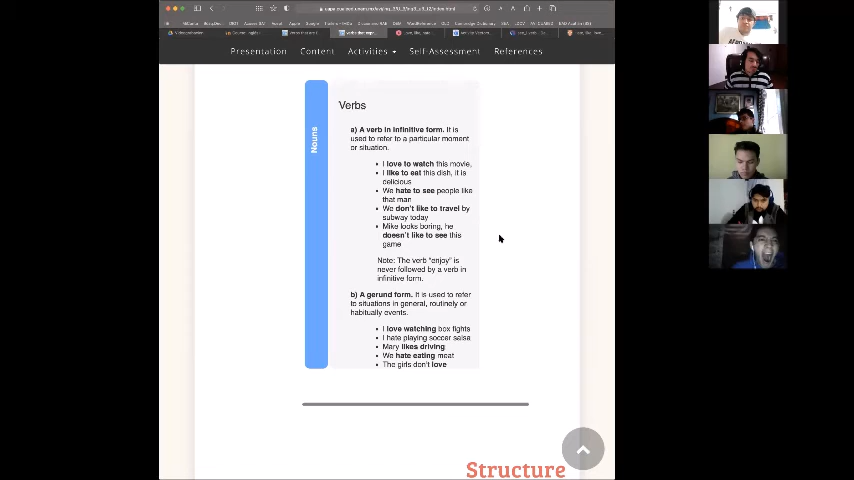 Presentation Content Activities Self-Assessment References
Nouns
Verbs
a) A verb in infinitive form. It is
used to refer to a particular moment
or situation.
• I love to watch this movie,
• I like to eat this dish, it is
delicious
• We hate to see people like
that man
• We don't like to travel by
subway today
• Mike looks boring, he
doesn't like to see this
game
Note: The verb "enjoy" is
never followed by a verb in
infinitive form.
b) A gerund form. It is used to refer
to situations in general, routinely or
habitually events.
• I love watching box fights
• I hate playing soccer salsa
• Mary likes driving
• We hate eating meat
• The girls don't love
Structure